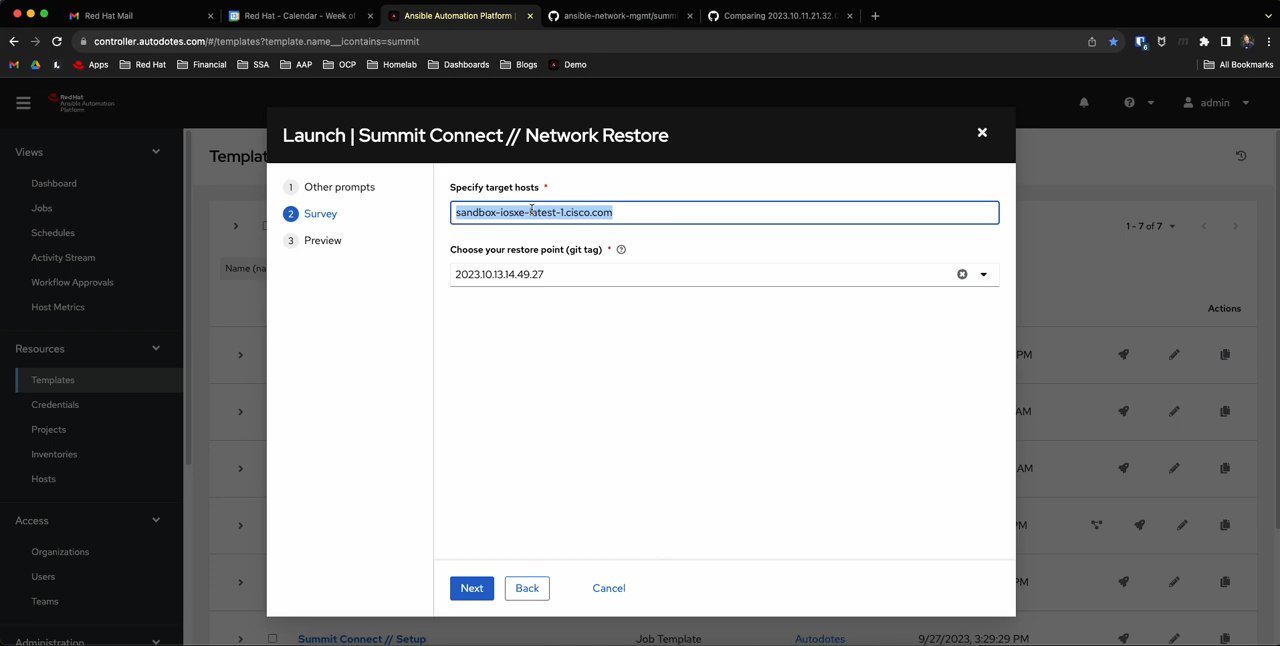 Red Hat Mail
Red Hat - Calendar - Week of
Ansible Automation Platform
ansible-network-mgmt/summ
Comparing 2023.10.11.21.32.
controller.autodotes.com/#/templates?template.name__icontains=summit
Apps
Red Hat
Financial
SSA
AAP
OCP
Homelab
Dashboards
Blogs
Demo
All Bookmarks
Red Hat
Ansible Automation
Platform
admin
Views
Dashboard
Jobs
Schedules
Activity Stream
Workflow Approvals
Host Metrics
Resources
Templates
Credentials
Projects
Inventories
Hosts
Access
Organizations
Users
Teams
Administration
Templat
Name (na
Launch | Summit Connect // Network Restore
1 Other prompts
2 Survey
3 Preview
Specify target hosts *
sandbox-iosxe-latest-1.cisco.com
Choose your restore point (git tag) *
2023.10.13.14.49.27
Next
Back
Cancel
1 - 7 of 7
Actions
PM
AM
AM
PM
PM
Summit Connect // Setup
Job Template
Autodotes
9/27/2023, 3:29:29 PM